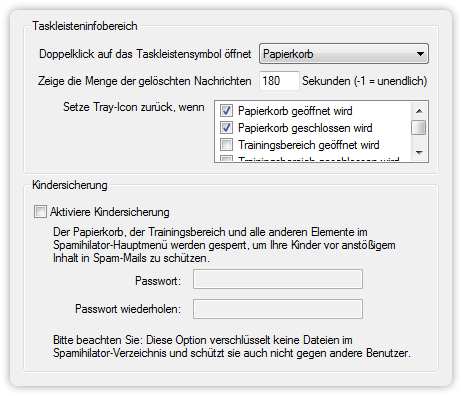 Taskleisteninfobereich
Doppelklick auf das Taskleistensymbol öffnet Papierkorb
Zeige die Menge der gelöschten Nachrichten 180 Sekunden (-1 = unendlich)
Setze Tray-Icon zurück, wenn Papierkorb geöffnet wird
Papierkorb geschlossen wird
Trainingsbereich geöffnet wird
Trainingsbereich geschlossen wird
Kindersicherung
Aktiviere Kindersicherung
Der Papierkorb, der Trainingsbereich und alle anderen Elemente im
Spamihilator-Hauptmenü werden gesperrt, um Ihre Kinder vor anstößigem
Inhalt in Spam-Mails zu schützen.
Passwort:
Passwort wiederholen:
Bitte beachten Sie: Diese Option verschlüsselt keine Dateien im
Spamihilator-Verzeichnis und schützt sie auch nicht gegen andere Benutzer.